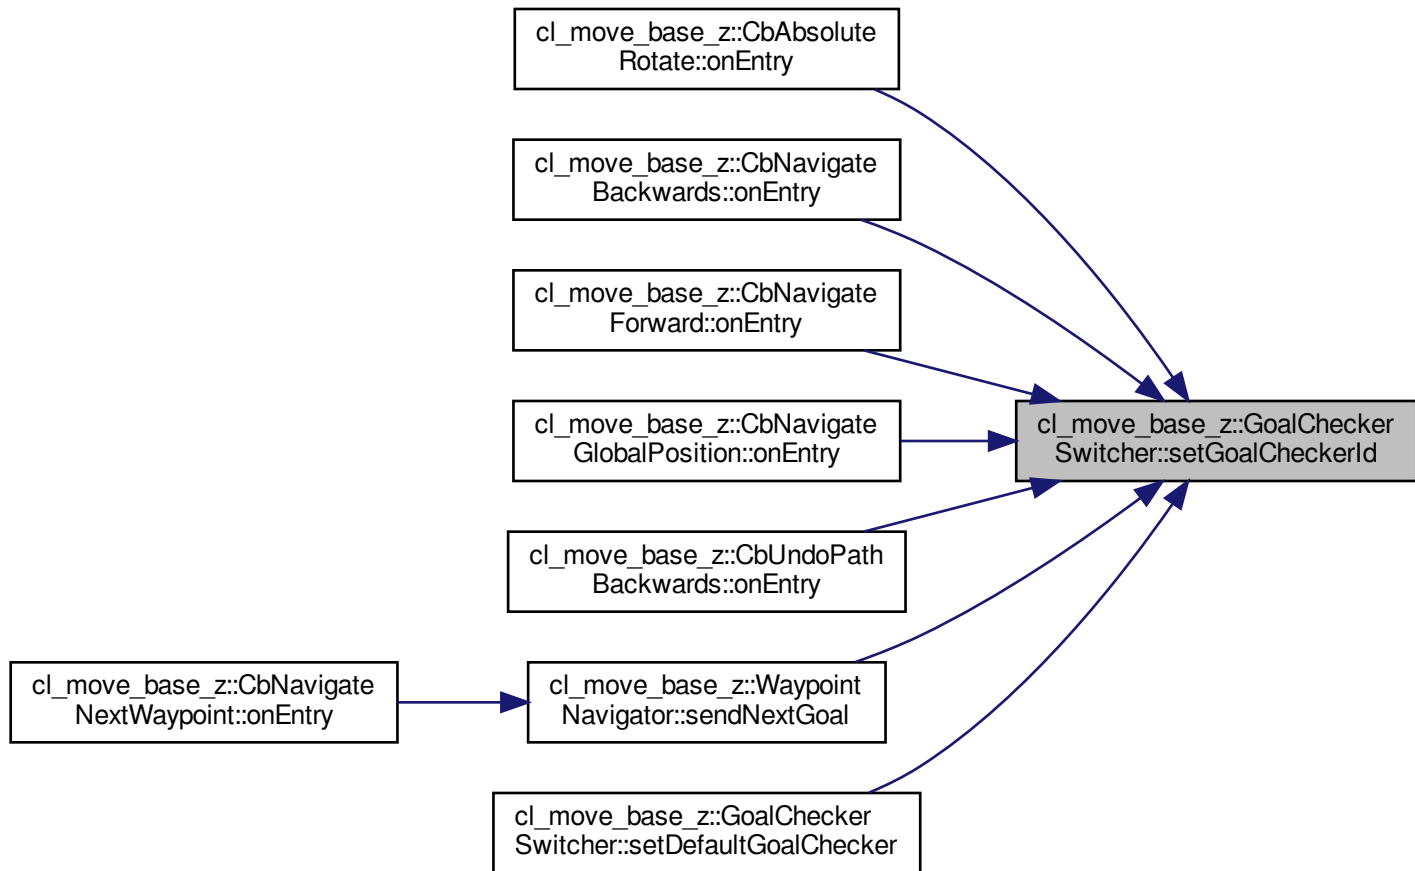 cl_move_base_z::CbAbsolute
Rotate::onEntry
cl_move_base_z::CbNavigate
Backwards::onEntry
cl_move_base_z::CbNavigate
Forward::onEntry
cl_move_base_z::CbNavigate
GlobalPosition::onEntry
cl_move_base_z::GoalChecker
Switcher::setGoalCheckerId
cl_move_base_z::CbUndoPath
Backwards::onEntry
cl_move_base_z::CbNavigate
NextWaypoint::onEntry
cl_move_base_z::Waypoint
Navigator::sendNextGoal
cl_move_base_z::GoalChecker
Switcher::setDefaultGoalChecker